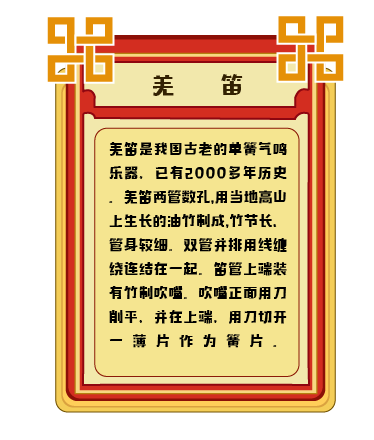 羌 笛
羌笛是我国古老的单簧气鸣
乐器，已有2000多年历史
。羌笛两管数孔,用当地高山
上生长的油竹制成,竹节长,
管身较细。双管并排用线缠
绕连结在一起。笛管上端装
有竹制吹嘴。吹嘴正面用刀
削平，并在上端，用刀切开
一薄片作为簧片。